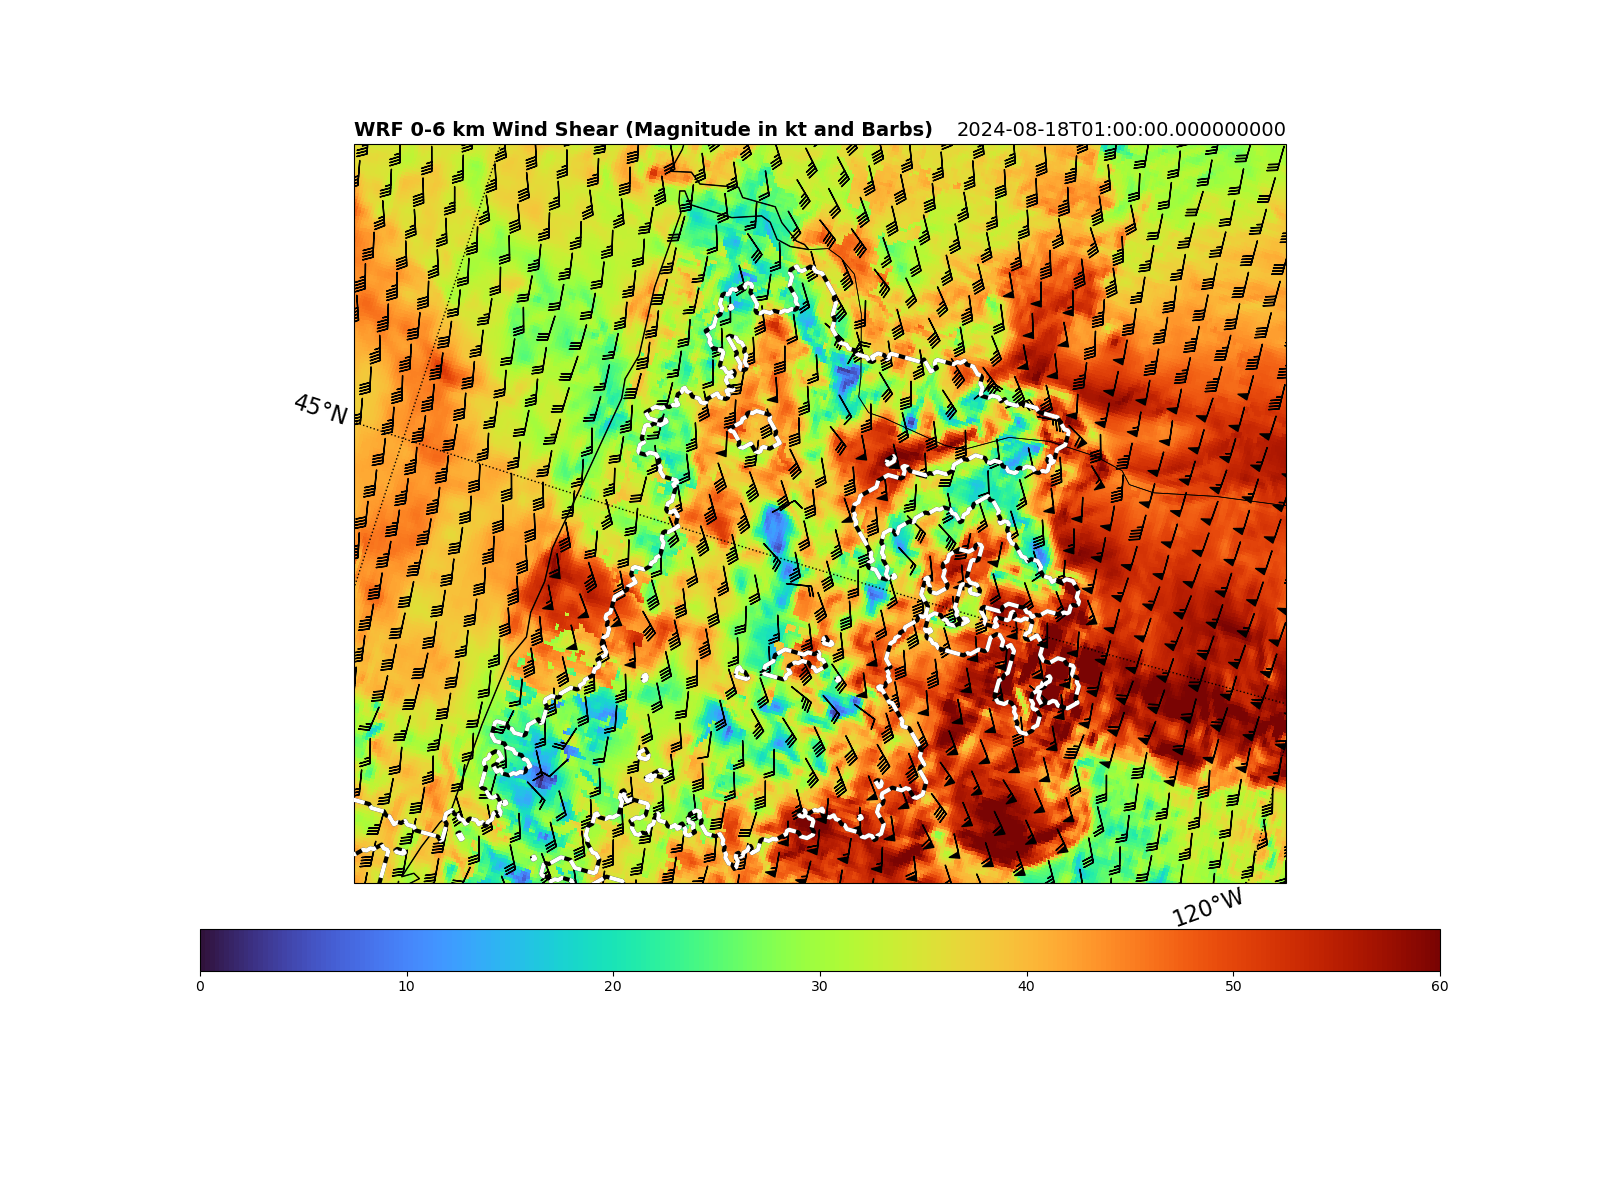 WRF 0-6 km Wind Shear (Magnitude in kt and Barbs) 2024-08-18T01:00:00.000000000
45°N
120°W
0 10 20 30 40 50 60